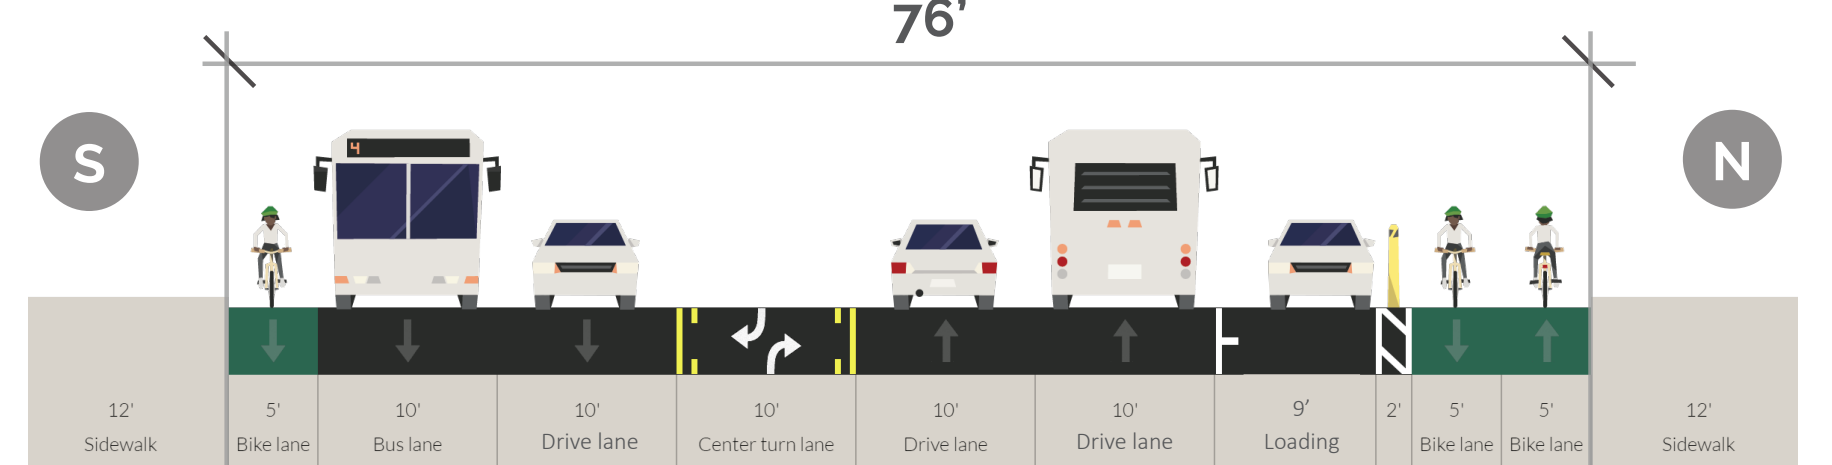 76’
S
N
4
12'
5'
10'
10'
10'
10'
10'
9’
2'
5'
5'
12'
Sidewalk
Bike lane
Bus lane
Drive lane
Center turn lane
Drive lane
Drive lane
Loading
Bike lane
Bike lane
Sidewalk